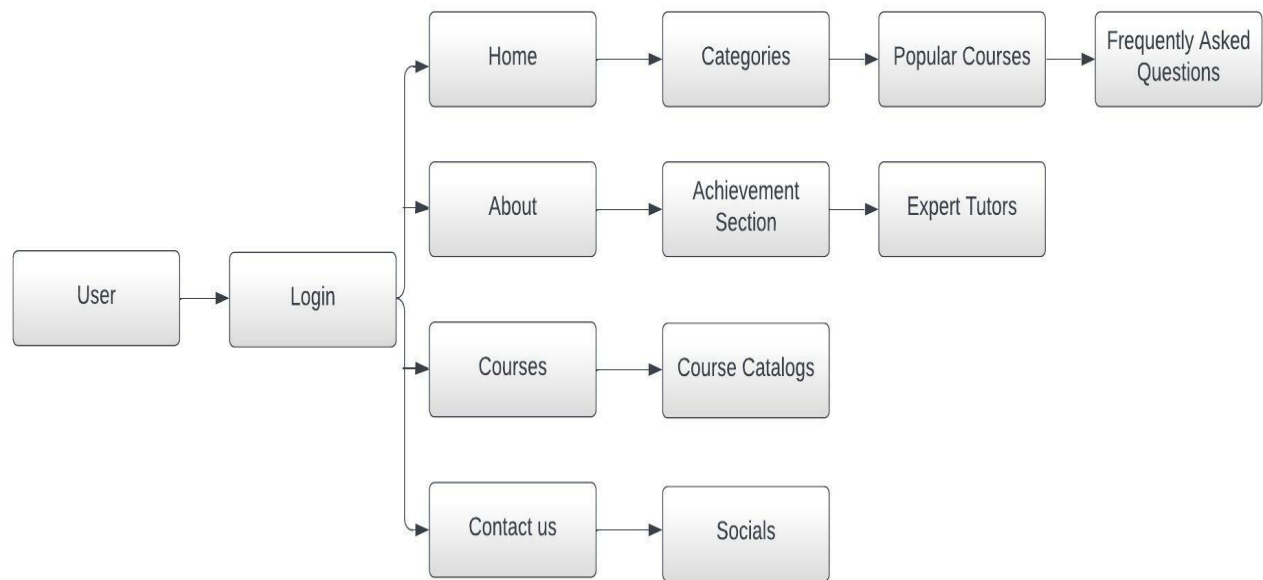 Home
Categories
Popular Courses
Frequently Asked
Questions
About
Achievement
Section
Expert Tutors
User
Login
Courses
Course Catalogs
Contact us
Socials